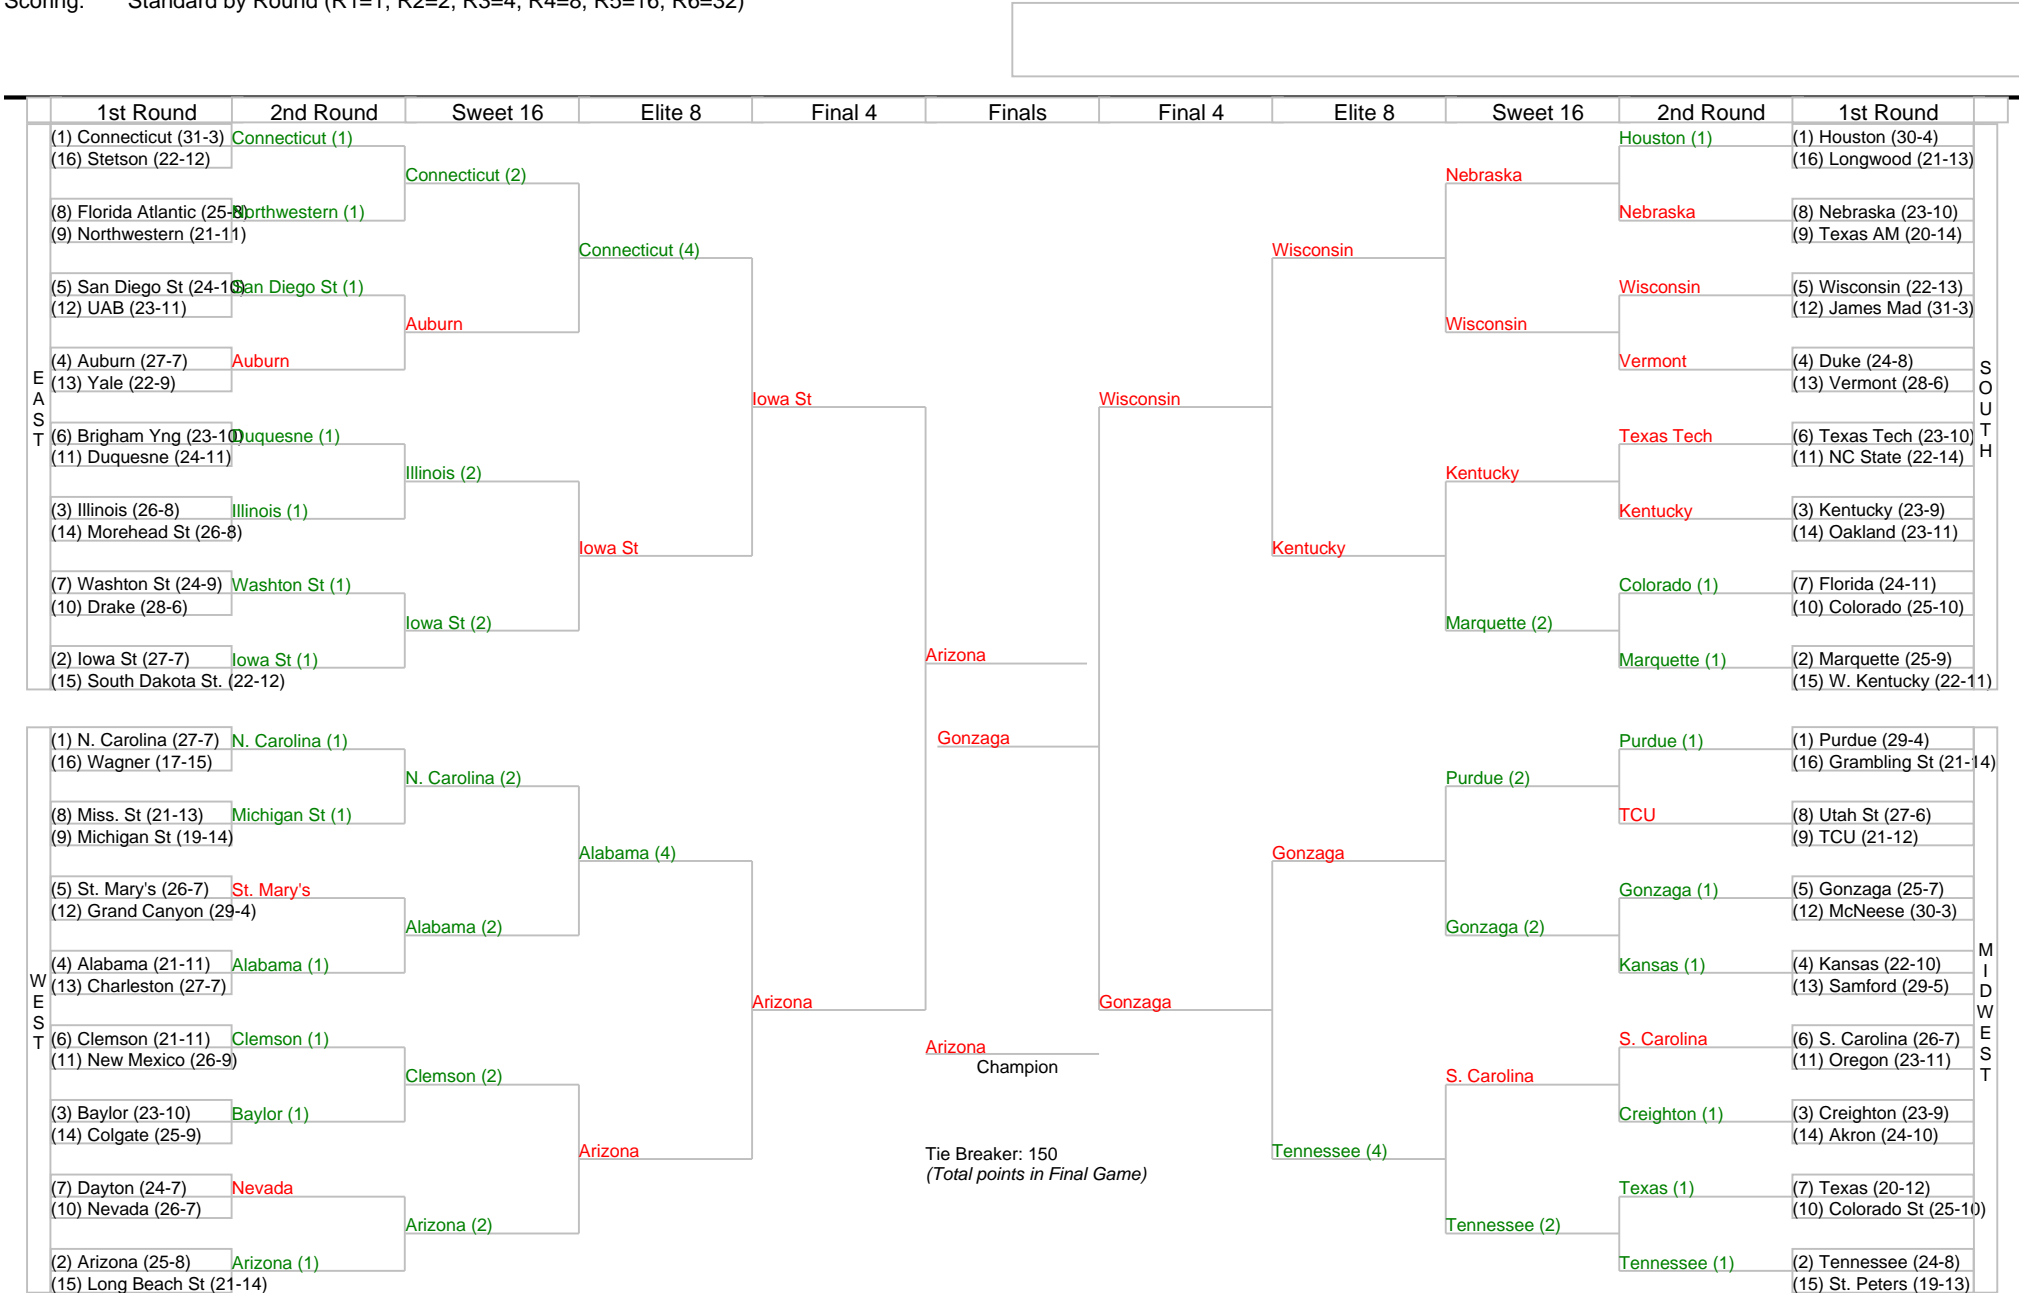 Scoring: Standard by Round (R1=1, R2=2, R3=4, R4=8, R5=16, R6=32)
1st Round 2nd Round Sweet 16 Elite 8 Final 4 Finals Final 4 Elite 8 Sweet 16 2nd Round 1st Round
EAST
(1) Connecticut (31-3)
(16) Stetson (22-12)
(8) Florida Atlantic (25-8)
(9) Northwestern (21-11)
(5) San Diego St (24-10)
(12) UAB (23-11)
(4) Auburn (27-7)
(13) Yale (22-9)
(6) Brigham Yng (23-10)
(11) Duquesne (24-11)
(3) Illinois (26-8)
(14) Morehead St (26-8)
(7) Washton St (24-9)
(10) Drake (28-6)
(2) Iowa St (27-7)
(15) South Dakota St. (22-12)
Connecticut (1)
Northwestern (1)
San Diego St (1)
Auburn
Duquesne (1)
Illinois (1)
Washton St (1)
Iowa St (1)
Connecticut (2)
Auburn
Illinois (2)
Iowa St (2)
Connecticut (4)
Iowa St
Iowa St
WEST
(1) N. Carolina (27-7)
(16) Wagner (17-15)
(8) Miss. St (21-13)
(9) Michigan St (19-14)
(5) St. Mary's (26-7)
(12) Grand Canyon (29-4)
(4) Alabama (21-11)
(13) Charleston (27-7)
(6) Clemson (21-11)
(11) New Mexico (26-9)
(3) Baylor (23-10)
(14) Colgate (25-9)
(7) Dayton (24-7)
(10) Nevada (26-7)
(2) Arizona (25-8)
(15) Long Beach St (21-14)
N. Carolina (1)
Michigan St (1)
St. Mary's
Alabama (1)
Clemson (1)
Baylor (1)
Nevada
Arizona (1)
N. Carolina (2)
Alabama (2)
Clemson (2)
Arizona (2)
Alabama (4)
Arizona
Arizona
Arizona
Gonzaga
Arizona
Champion
Tie Breaker: 150
(Total points in Final Game)
Wisconsin
Wisconsin
Kentucky
Nebraska
Wisconsin
Kentucky
Marquette (2)
Houston (1)
Nebraska
Wisconsin
Vermont
Texas Tech
Kentucky
Colorado (1)
Marquette (1)
(1) Houston (30-4)
(16) Longwood (21-13)
(8) Nebraska (23-10)
(9) Texas AM (20-14)
(5) Wisconsin (22-13)
(12) James Mad (31-3)
(4) Duke (24-8)
(13) Vermont (28-6)
(6) Texas Tech (23-10)
(11) NC State (22-14)
(3) Kentucky (23-9)
(14) Oakland (23-11)
(7) Florida (24-11)
(10) Colorado (25-10)
(2) Marquette (25-9)
(15) W. Kentucky (22-11)
SOUTH
Gonzaga
Gonzaga
Tennessee (4)
Purdue (2)
Gonzaga (2)
S. Carolina
Tennessee (2)
Purdue (1)
TCU
Gonzaga (1)
Kansas (1)
S. Carolina
Creighton (1)
Texas (1)
Tennessee (1)
(1) Purdue (29-4)
(16) Grambling St (21-14)
(8) Utah St (27-6)
(9) TCU (21-12)
(5) Gonzaga (25-7)
(12) McNeese (30-3)
(4) Kansas (22-10)
(13) Samford (29-5)
(6) S. Carolina (26-7)
(11) Oregon (23-11)
(3) Creighton (23-9)
(14) Akron (24-10)
(7) Texas (20-12)
(10) Colorado St (25-10)
(2) Tennessee (24-8)
(15) St. Peters (19-13)
MIDWEST